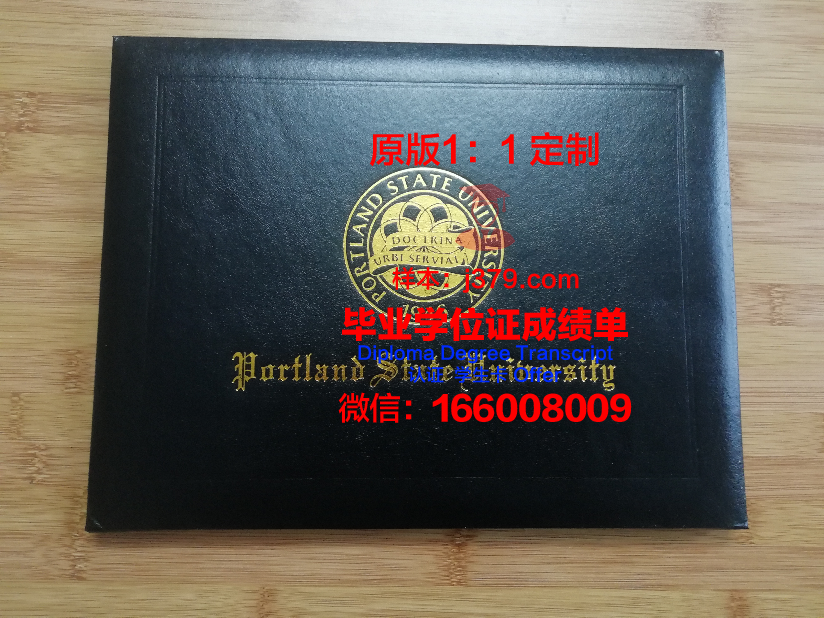 原版1：1 定制
PORTLAND STATE UNIVERSITY
DOCTRINA
URBI SERVIAT
样本：j379.com
毕业学位证成绩单
Diploma Degree Transcript
Portland State University
Offer
微信：166008009